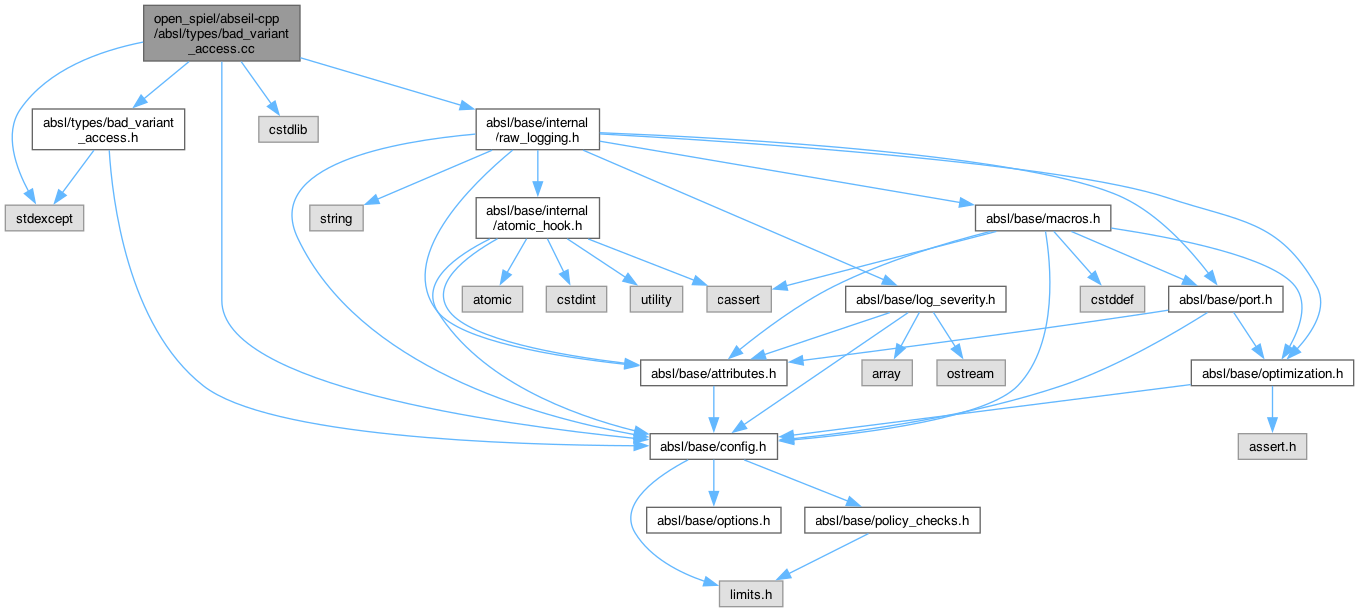 open_spiel/abseil-cpp
/absl/types/bad_variant
_access.cc
absl/types/bad_variant
_access.h
cstdlib
absl/base/internal
/raw_logging.h
stdexcept
string
absl/base/internal
/atomic_hook.h
absl/base/macros.h
atomic
cstdint
utility
cassert
absl/base/log_severity.h
cstddef
absl/base/port.h
absl/base/attributes.h
array
ostream
absl/base/optimization.h
absl/base/config.h
assert.h
absl/base/options.h
absl/base/policy_checks.h
limits.h